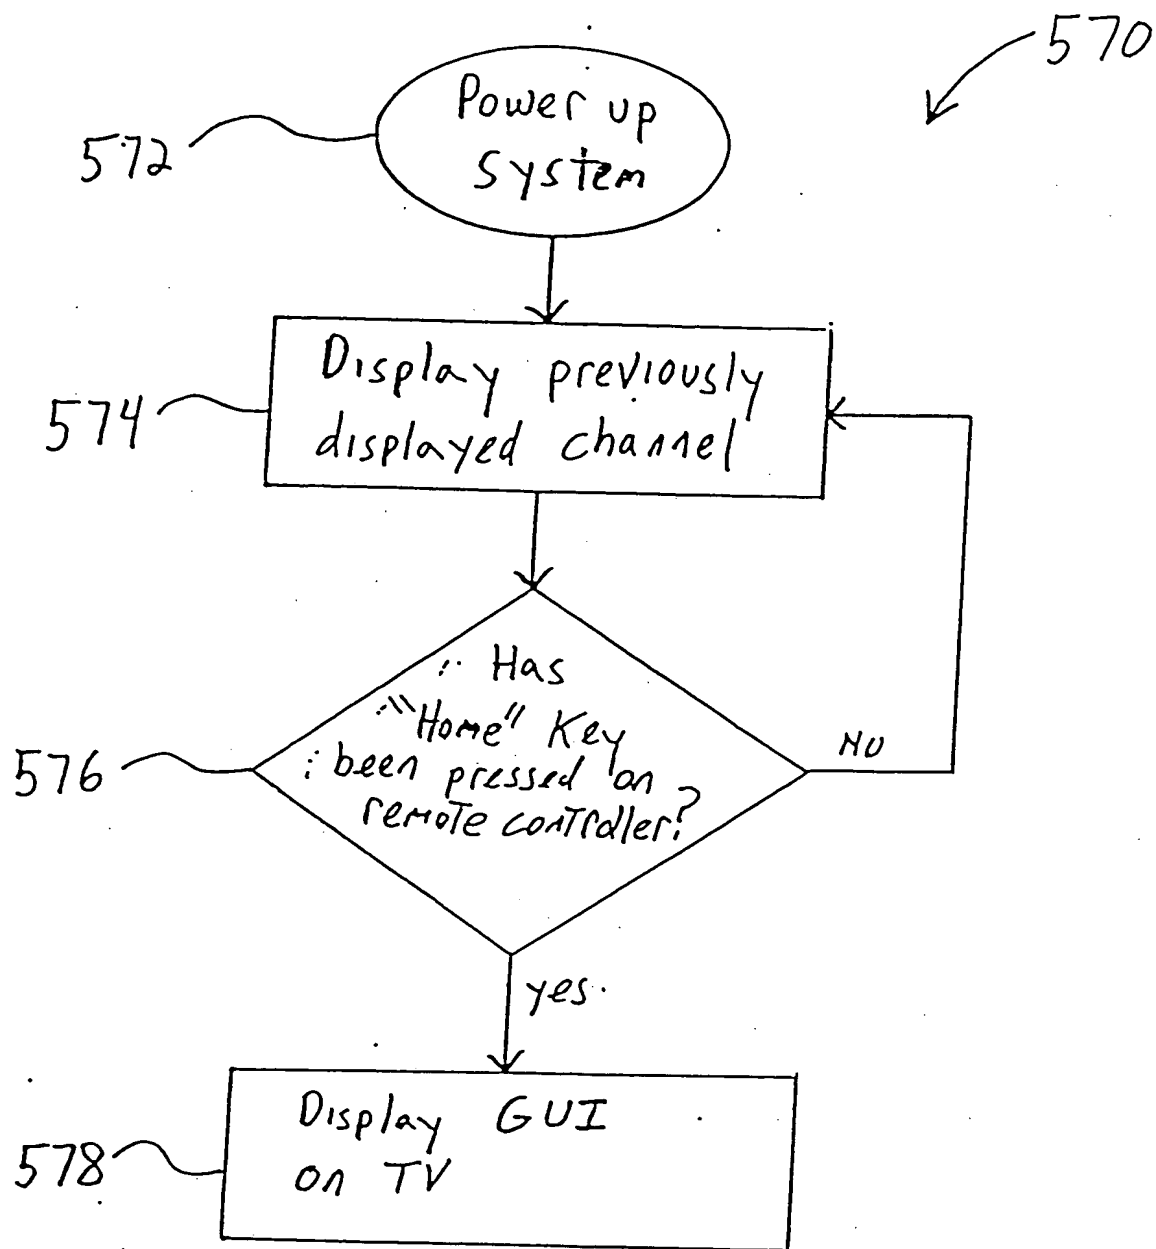 570
572
Power up
system
574
Display previously
displayed channel
576
Has
"Home" Key
been pressed on
remote controller?
NO
yes
578
Display GUI
on TV